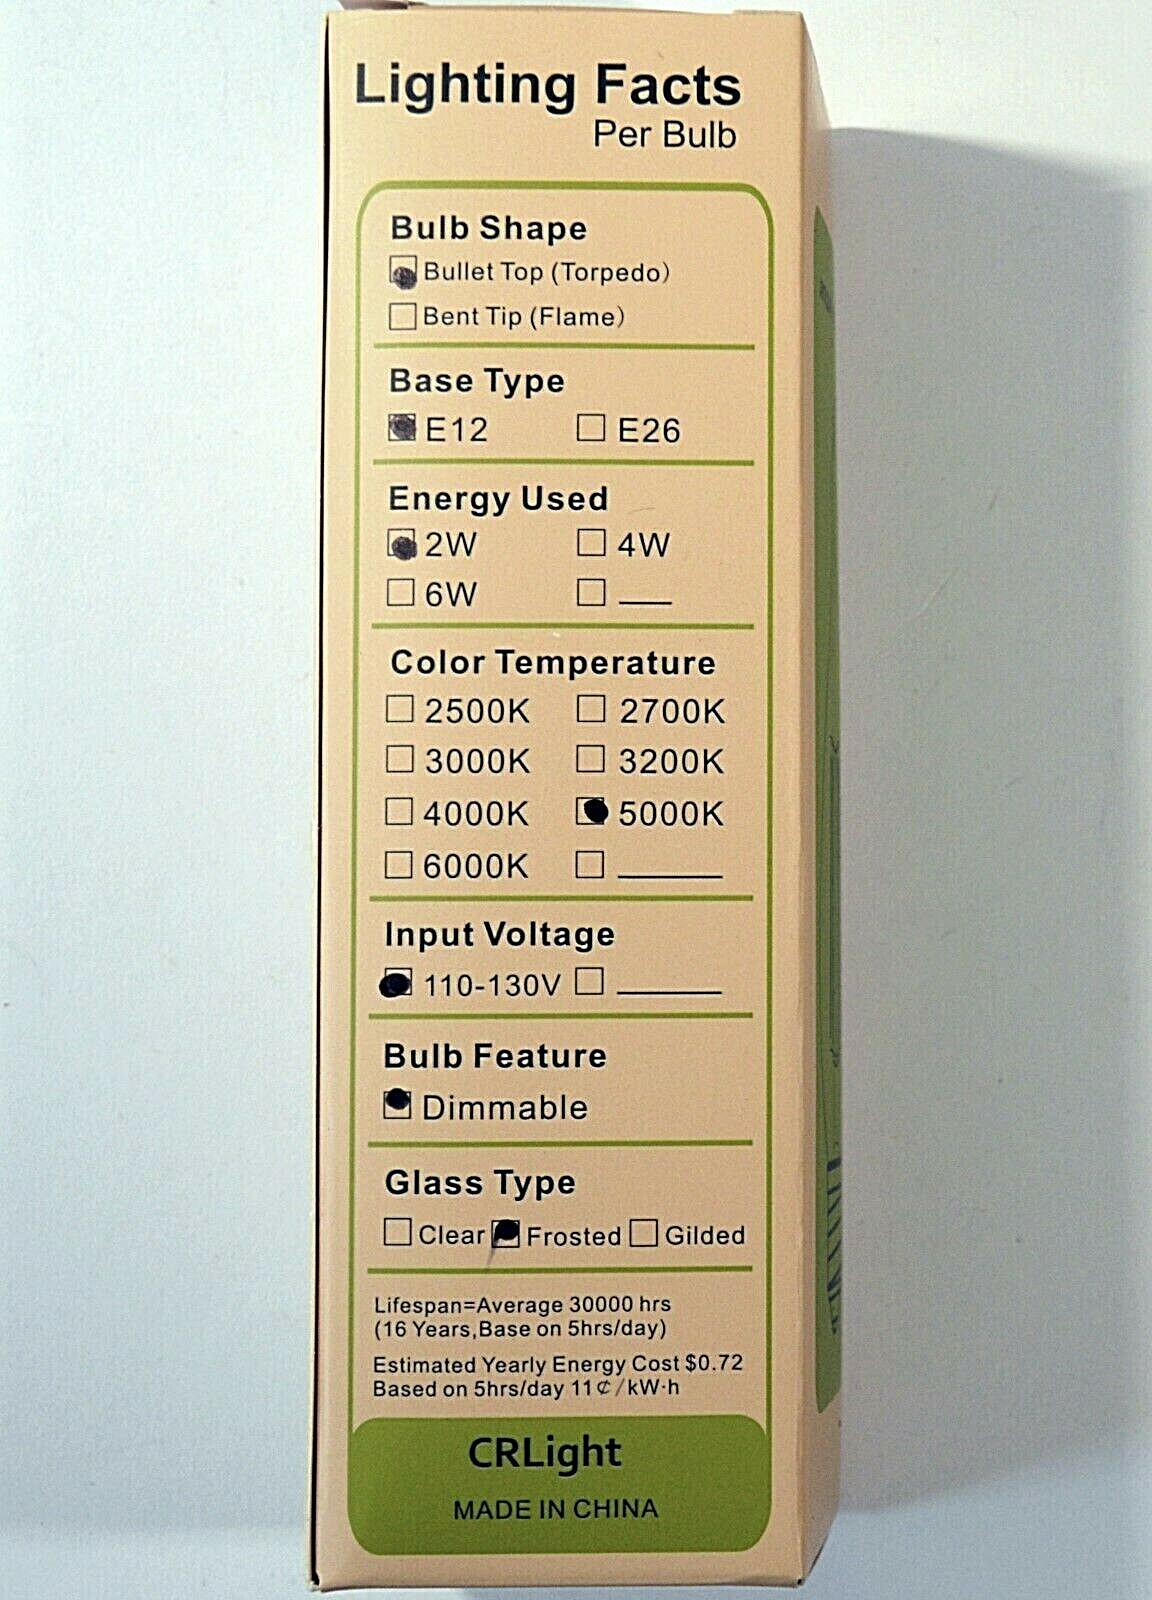 Lighting Facts
Per Bulb
Bulb Shape
Bullet Top (Torpedo)
Bent Tip (Flame)
Base Type
E12 E26
Energy Used
2W 4W
6W ___
Color Temperature
2500K 2700K
3000K 3200K
4000K 5000K
6000K ___
Input Voltage
110-130V ___
Bulb Feature
Dimmable
Glass Type
Clear Frosted Gilded
Lifespan=Average 30000 hrs
(16 Years,Base on 5hrs/day)
Estimated Yearly Energy Cost $0.72
Based on 5hrs/day 11¢/kW·h
CRLight
MADE IN CHINA